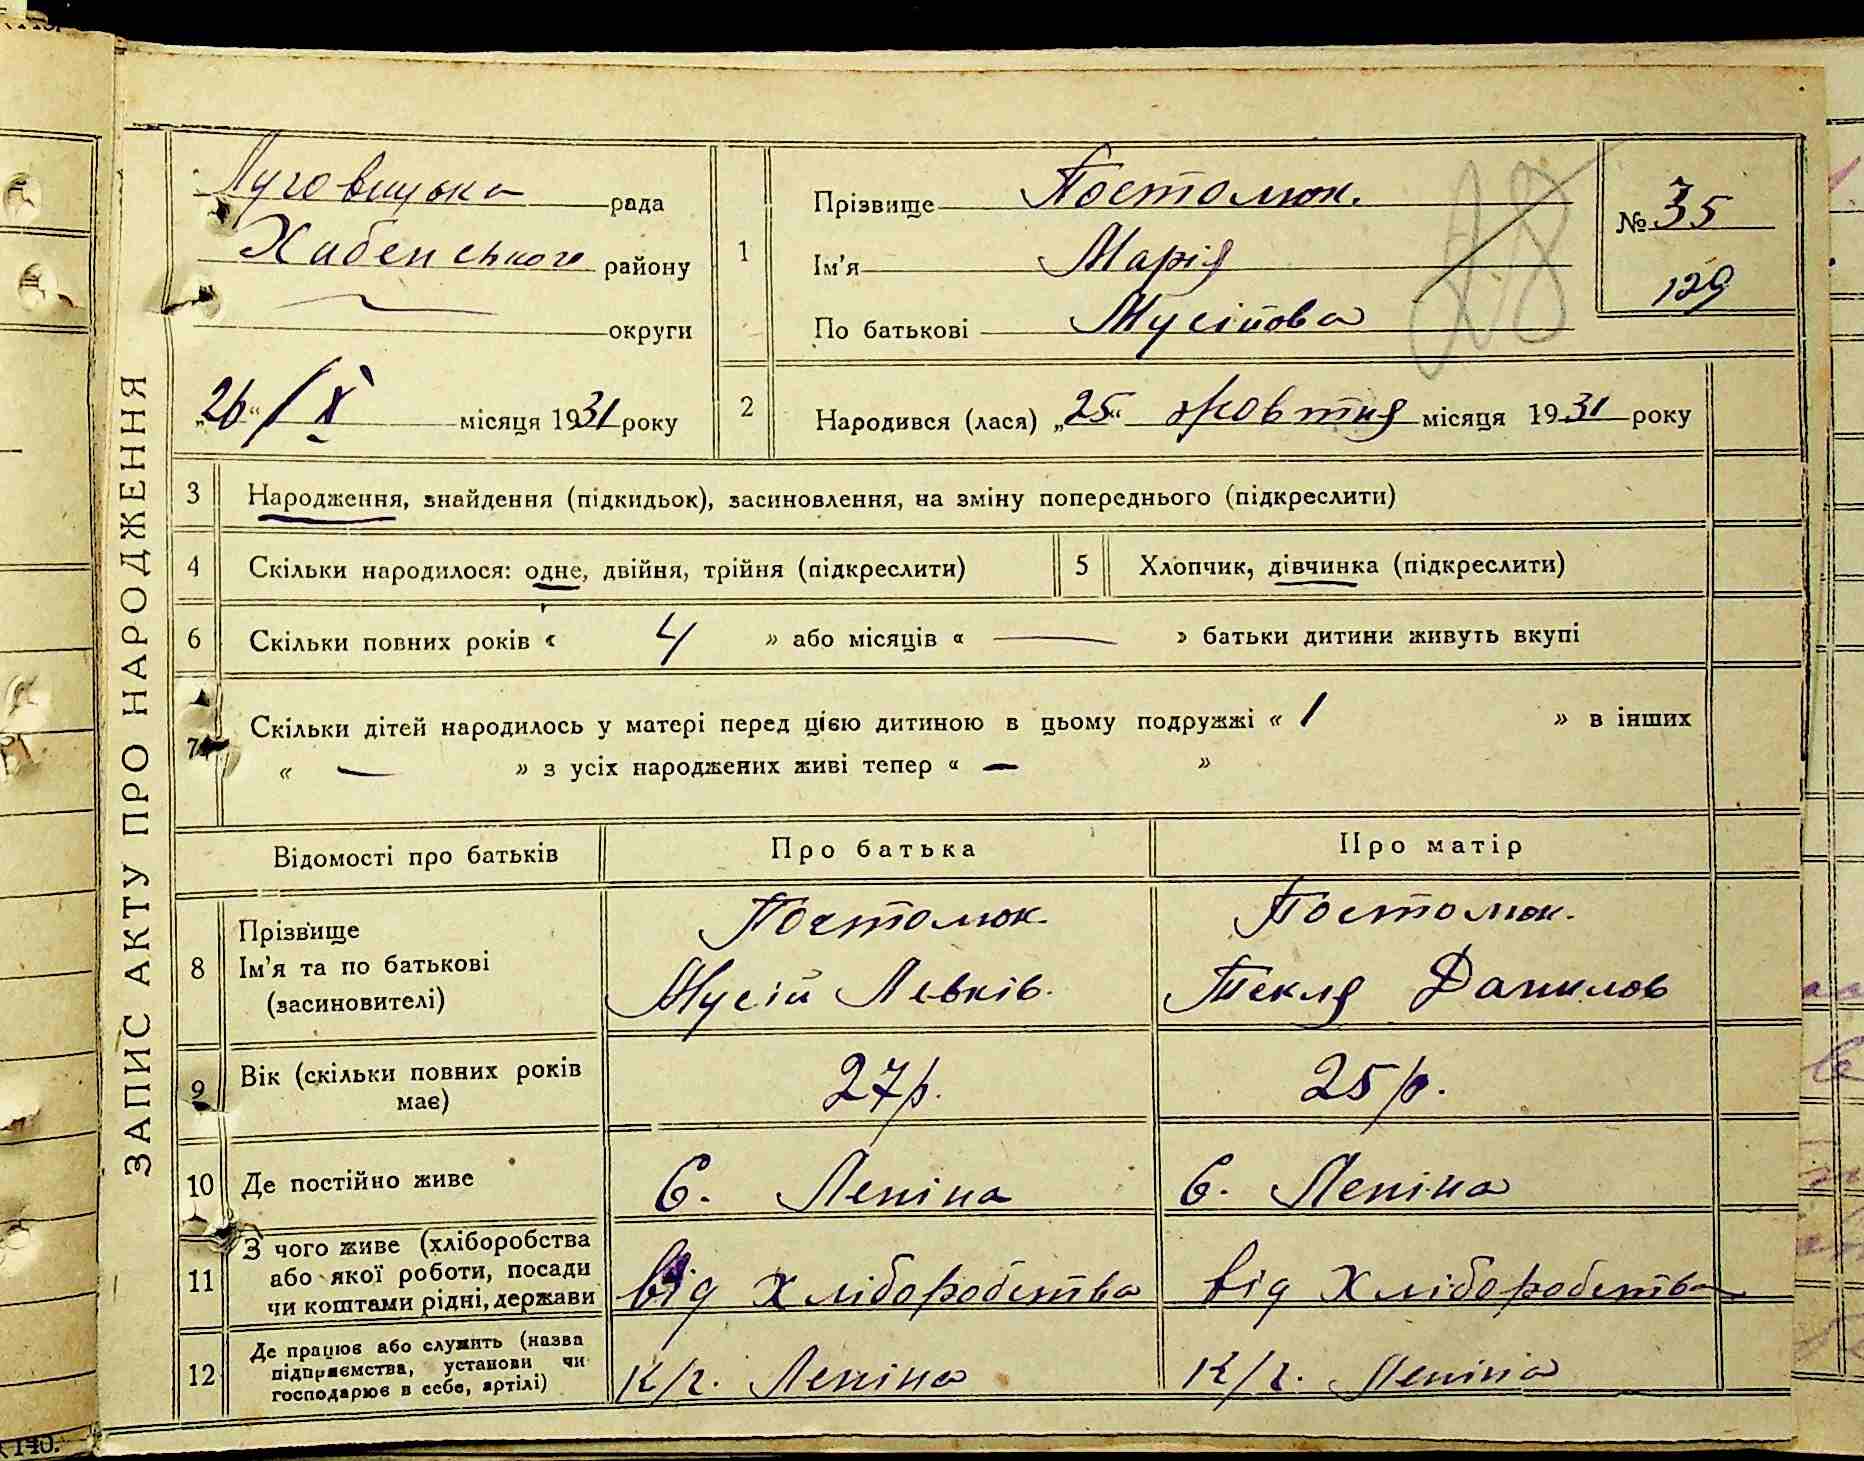 ЗАПИС АКТУ ПРО НАРОДЖЕННЯ
Луговицька рада
Хабенського району
округи
„26“ / X місяця 1931 року
1
Прізвище Постолюк.
Ім'я Марія
По батькові Мусіпова
№ 35
129
28
2 Народився (лася) „25“ жовтня місяця 1931 року
3 Народження, знайдення (підкидьок), засиновлення, на зміну попереднього (підкреслити)
4 Скільки народилося: одне, двійня, трійня (підкреслити)
5 Хлопчик, дівчинка (підкреслити)
6 Скільки повних років « 4 » або місяців « — » батьки дитини живуть вкупі
7 Скільки дітей народилось у матері перед цією дитиною в цьому подружжі « 1 » в інших
« — » з усіх народжених живі тепер « — »
Відомості про батьків Про батька Про матір
8 Прізвище
Ім'я та по батькові
(засиновителі)
Постолюк.
Мусій Левків.
Постолюк.
Текля Данилов
9 Вік (скільки повних років
має)
27 р.
25 р.
10 Де постійно живе
с. Леніна
с. Леніна
11 З чого живе (хліборобства
або якої роботи, посади
чи коштами рідні, держави
від хліборобства
від хліборобства
12 Де працює або служить (назва
підприємства, установи чи
господарює в себе, артілі)
К/г. Леніна
К/г. Леніна
140.